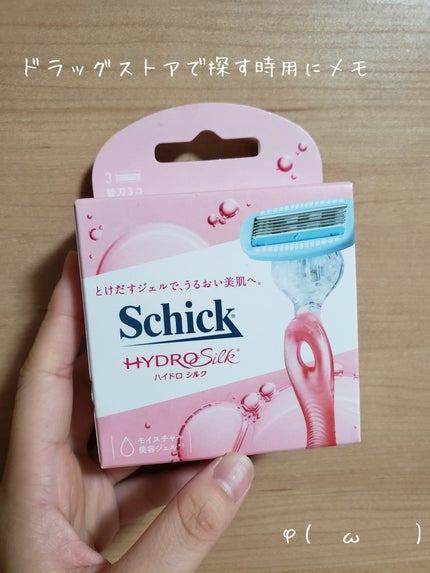 ドラッグストアで探す時用にメモ
3
替刃3コ
とけだすジェルで、うるおい美肌へ。
Schick
HYDROSilk®
ハイドロ シルク
モイスチャー
美容ジェル
φ( ω )